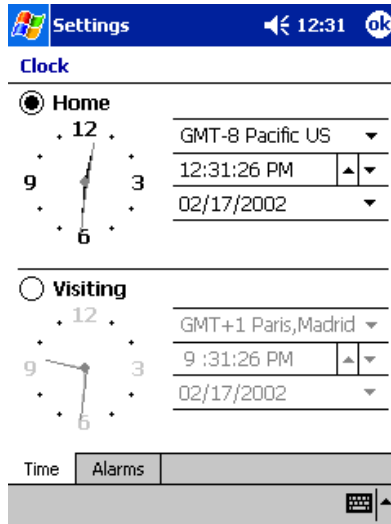 Settings 12:31 ok
Clock
Home
12
9 3
6
GMT-8 Pacific US
12:31:26 PM
02/17/2002
Visiting
12
9 3
6
GMT+1 Paris,Madrid
9 :31:26 PM
02/17/2002
Time Alarms